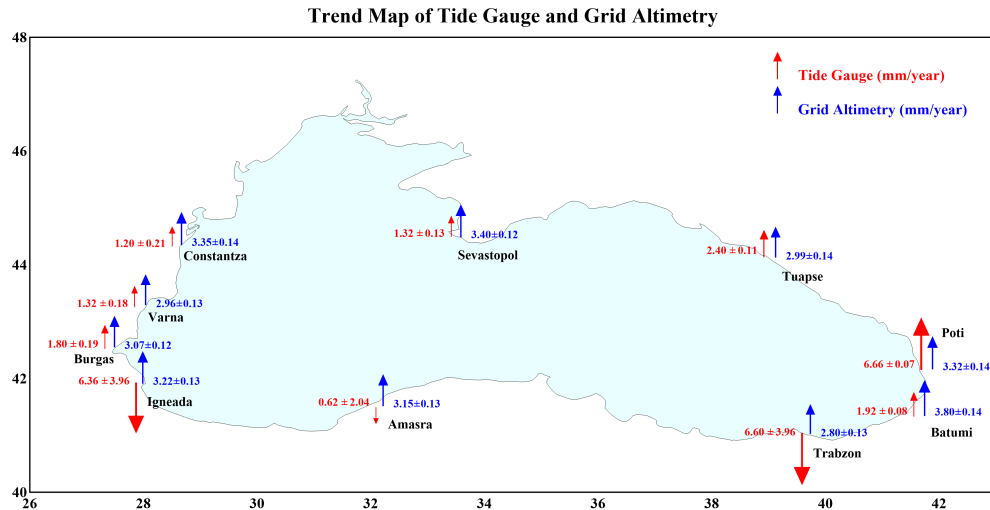 Trend Map of Tide Gauge and Grid Altimetry
48
Tide Gauge (mm/year)
Grid Altimetry (mm/year)
46
1.20 ±0.21
3.35±0.14
Constantza
1.32 ±0.13
3.40±0.12
Sevastopol
2.40 ±0.11
2.99±0.14
Tuapse
44
1.32 ±0.18
2.96±0.13
Varna
1.80 ±0.19
3.07±0.12
Burgas
Poti
6.66 ±0.07
3.32±0.14
42
6.36 ±3.96
3.22±0.13
Igneada
0.62 ±2.04
3.15±0.13
Amasra
1.92 ±0.08
3.80±0.14
Batumi
6.60 ±3.96
2.80±0.13
Trabzon
40
26 28 30 32 34 36 38 40 42